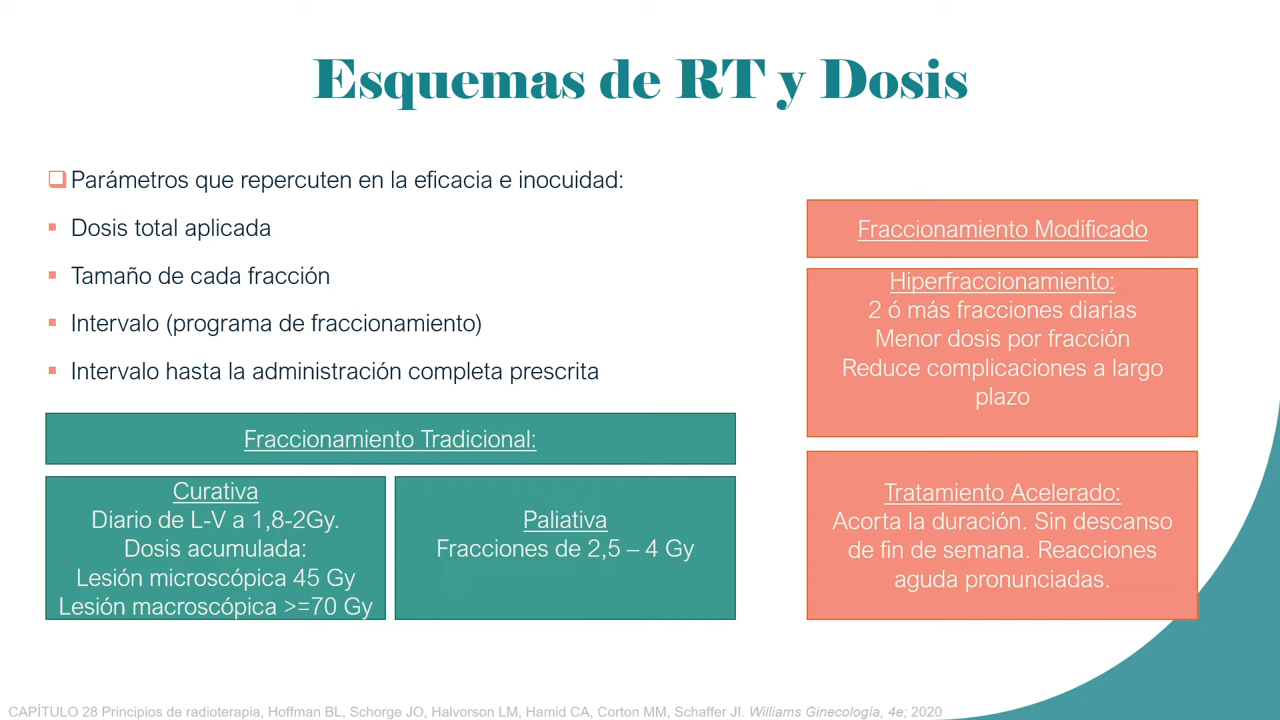 Esquemas de RT y Dosis
Parámetros que repercuten en la eficacia e inocuidad:
Dosis total aplicada
Tamaño de cada fracción
Intervalo (programa de fraccionamiento)
Intervalo hasta la administración completa prescrita
Fraccionamiento Tradicional:
Curativa
Diario de L-V a 1,8-2Gy.
Dosis acumulada:
Lesión microscópica 45 Gy
Lesión macroscópica >=70 Gy
Paliativa
Fracciones de 2,5 – 4 Gy
Fraccionamiento Modificado
Hiperfraccionamiento:
2 ó más fracciones diarias
Menor dosis por fracción
Reduce complicaciones a largo
plazo
Tratamiento Acelerado:
Acorta la duración. Sin descanso
de fin de semana. Reacciones
aguda pronunciadas.
CAPÍTULO 28 Principios de radioterapia, Hoffman BL, Schorge JO, Halvorson LM, Hamid CA, Corton MM, Schaffer JI. Williams Ginecología, 4e; 2020